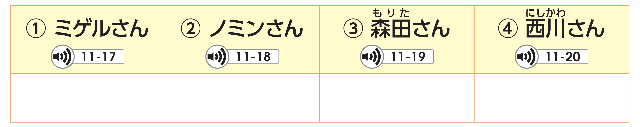 ① ミゲルさん ② ノミンさん ③ 森田さん ④ 西川さん
もりた にしかわ
11-17 11-18 11-19 11-20